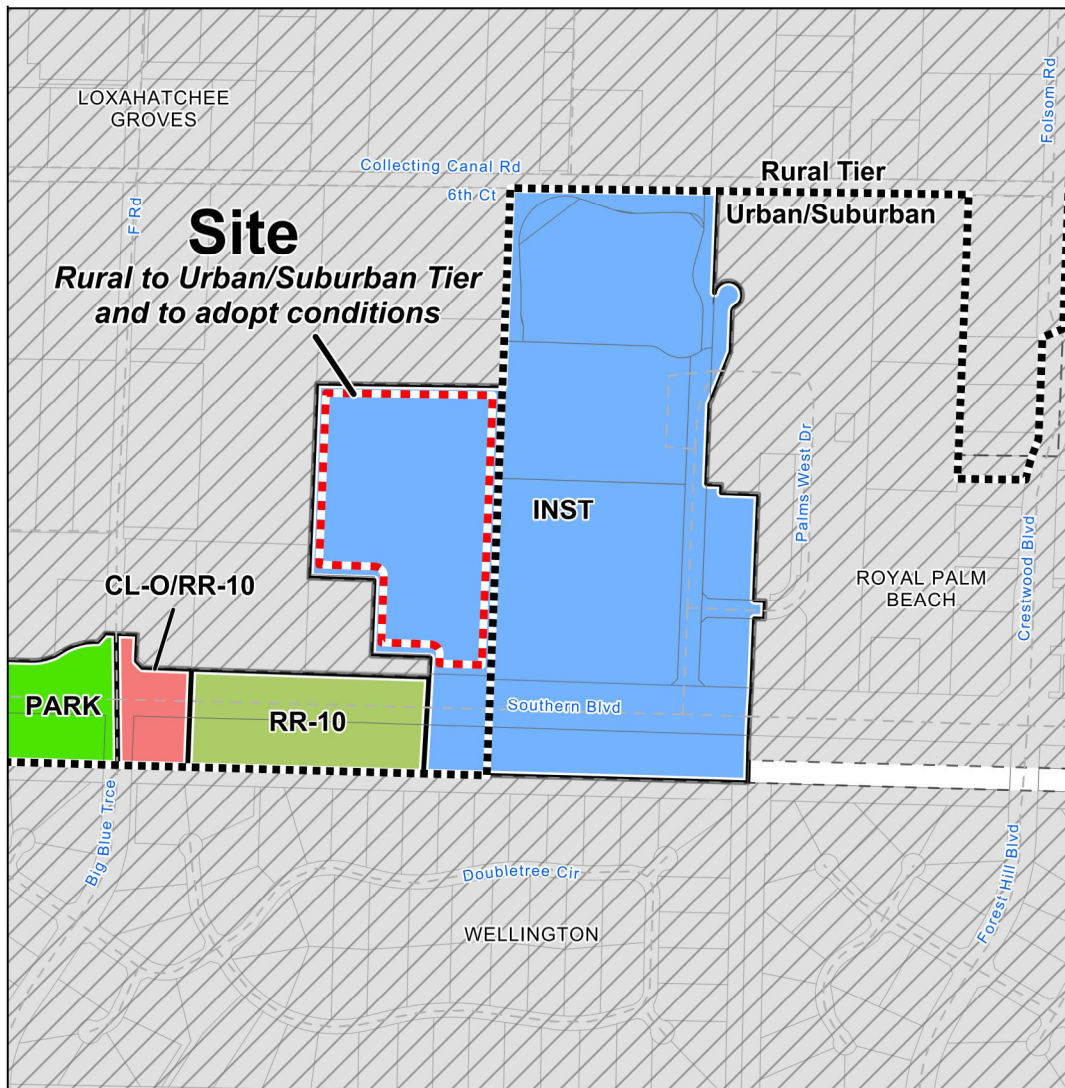 LOXAHATCHEE
GROVES
Folsom Rd
Collecting Canal Rd
Rural Tier
6th Ct
Urban/Suburban
F Rd
Site
Rural to Urban/Suburban Tier
and to adopt conditions
Palms West Dr
INST
Crestwood Blvd
CL-O/RR-10
ROYAL PALM
BEACH
PARK
RR-10
Southern Blvd
Big Blue Trce
Forest Hill Blvd
Doubletree Cir
WELLINGTON